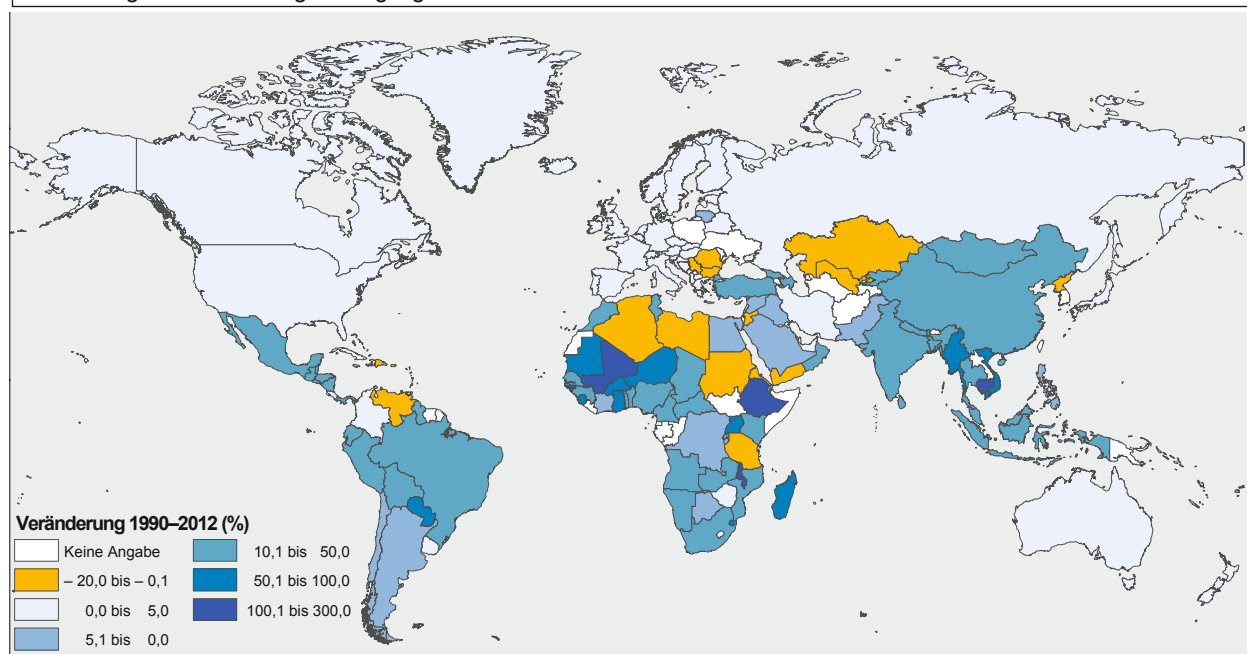 Veränderung 1990–2012 (%)
Keine Angabe
– 20,0 bis – 0,1
0,0 bis 5,0
5,1 bis 0,0
10,1 bis 50,0
50,1 bis 100,0
100,1 bis 300,0